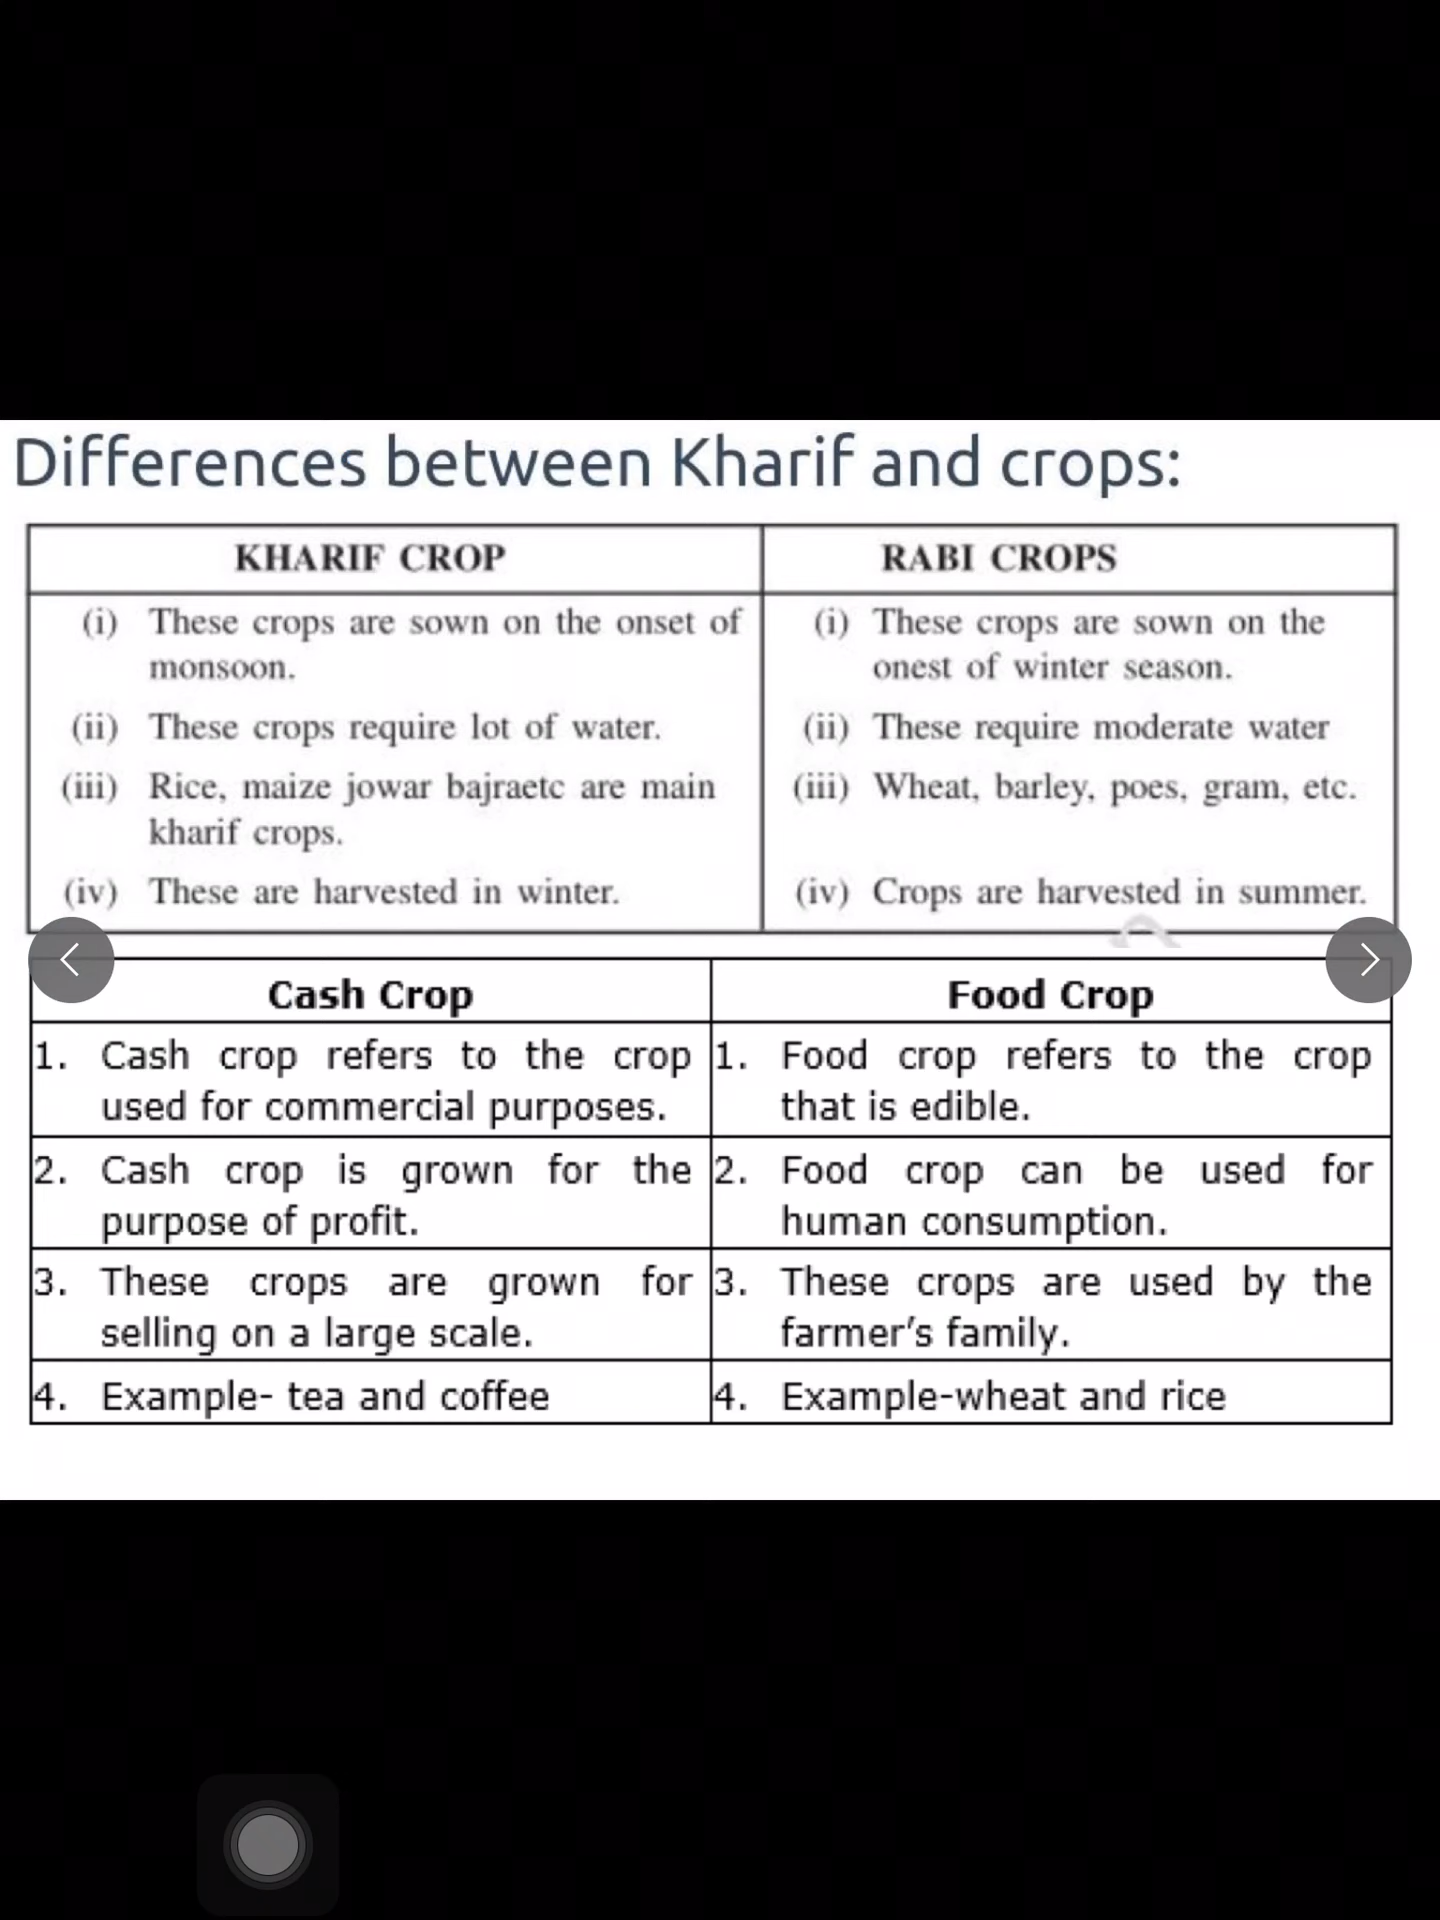 Differences between Kharif and crops:
KHARIF CROP
(i) These crops are sown on the onset of
monsoon.
(ii) These crops require lot of water.
(iii) Rice, maize jowar bajraetc are main
kharif crops.
(iv) These are harvested in winter.
RABI CROPS
(i) These crops are sown on the
onest of winter season.
(ii) These require moderate water
(iii) Wheat, barley, poes, gram, etc.
(iv) Crops are harvested in summer.
Cash Crop
1. Cash crop refers to the crop
used for commercial purposes.
2. Cash crop is grown for the
purpose of profit.
3. These crops are grown for
selling on a large scale.
4. Example- tea and coffee
Food Crop
1. Food crop refers to the crop
that is edible.
2. Food crop can be used for
human consumption.
3. These crops are used by the
farmer's family.
4. Example-wheat and rice